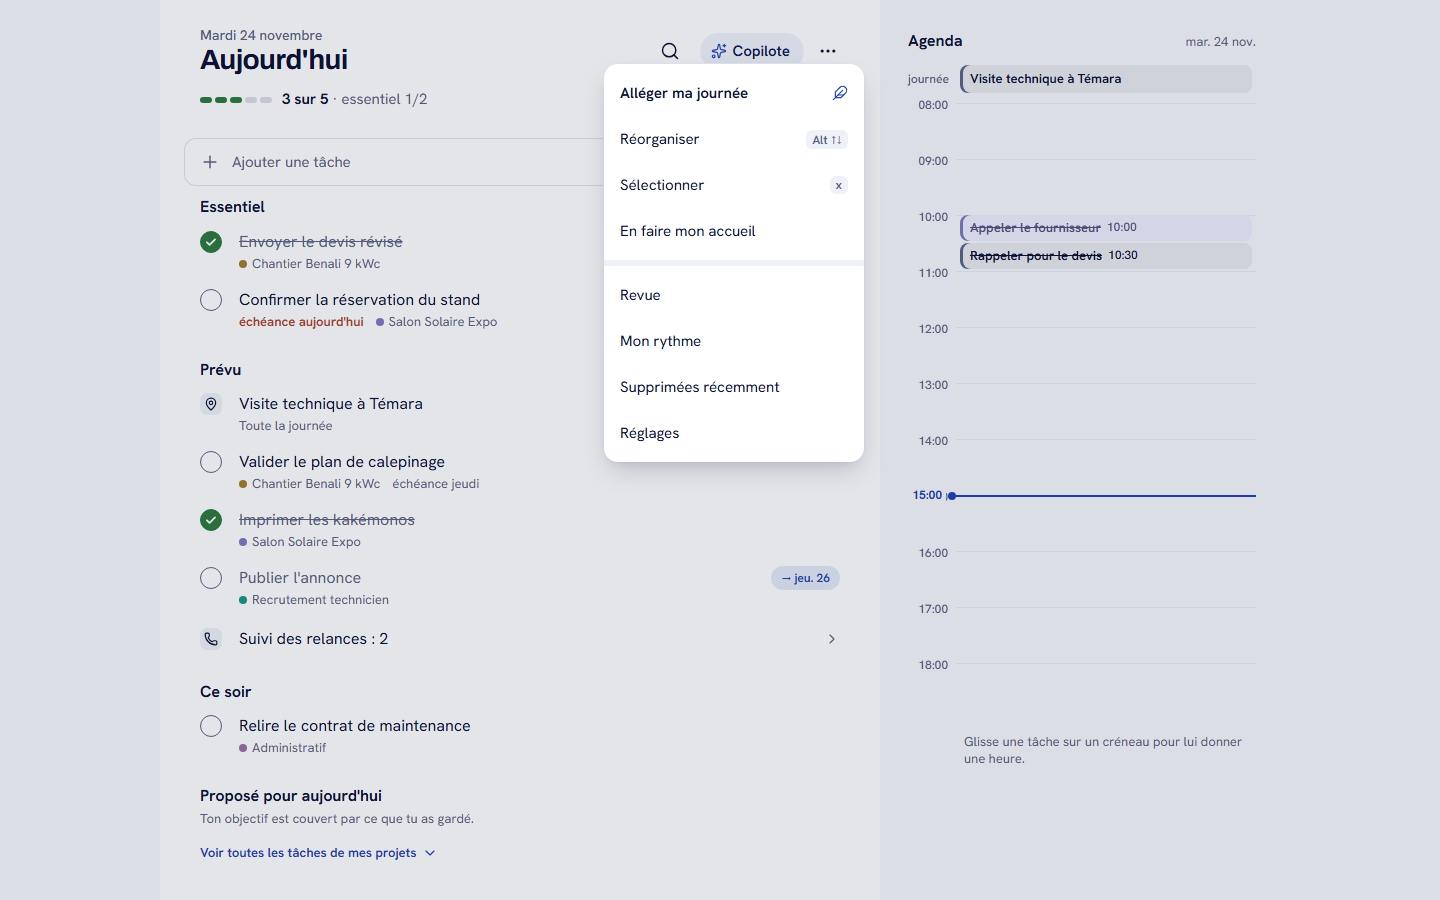 Mardi 24 novembre
Aujourd'hui
Copilote
3 sur 5 · essentiel 1/2
Ajouter une tâche
Alléger ma journée
Réorganiser
Alt ↑↓
Sélectionner
x
En faire mon accueil
Revue
Mon rythme
Supprimées récemment
Réglages
Essentiel
Envoyer le devis révisé
Chantier Benali 9 kWc
Confirmer la réservation du stand
échéance aujourd'hui Salon Solaire Expo
Prévu
Visite technique à Témara
Toute la journée
Valider le plan de calepinage
Chantier Benali 9 kWc échéance jeudi
Imprimer les kakémonos
Salon Solaire Expo
Publier l'annonce
→ jeu. 26
Recrutement technicien
Suivi des relances : 2
Ce soir
Relire le contrat de maintenance
Administratif
Proposé pour aujourd'hui
Ton objectif est couvert par ce que tu as gardé.
Voir toutes les tâches de mes projets
Agenda
mar. 24 nov.
journée
Visite technique à Témara
08:00
09:00
10:00
Appeler le fournisseur 10:00
Rappeler pour le devis 10:30
11:00
12:00
13:00
14:00
15:00
16:00
17:00
18:00
Glisse une tâche sur un créneau pour lui donner
une heure.